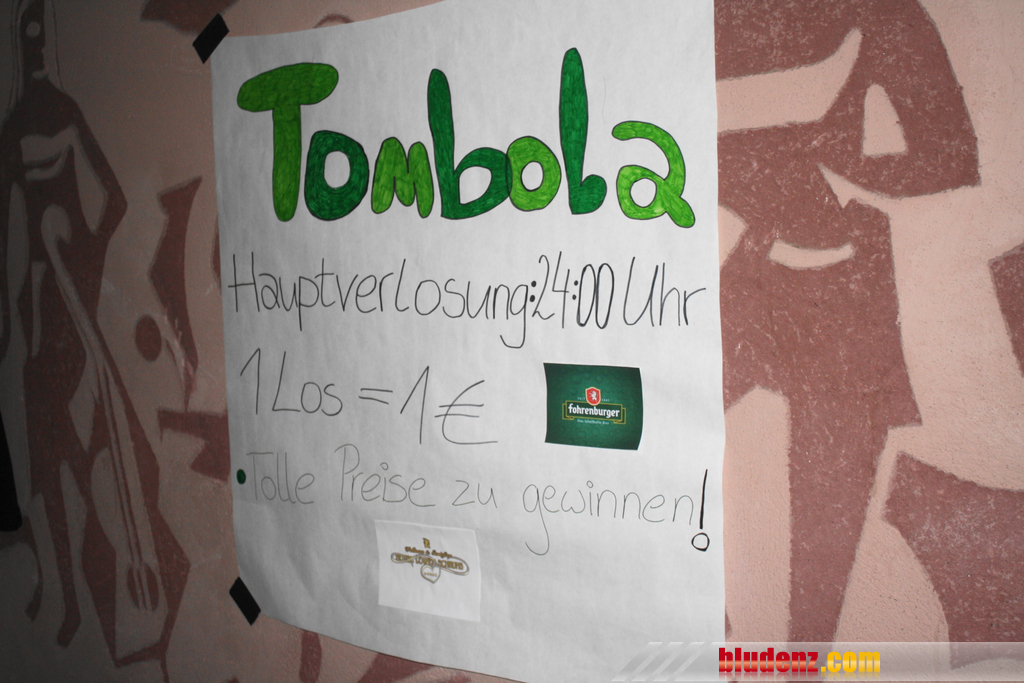 Tombola
Hauptverlosung: 24:00 Uhr
1 Los = 1 €
fohrenburger
• Tolle Preise zu gewinnen!
bludenz.com